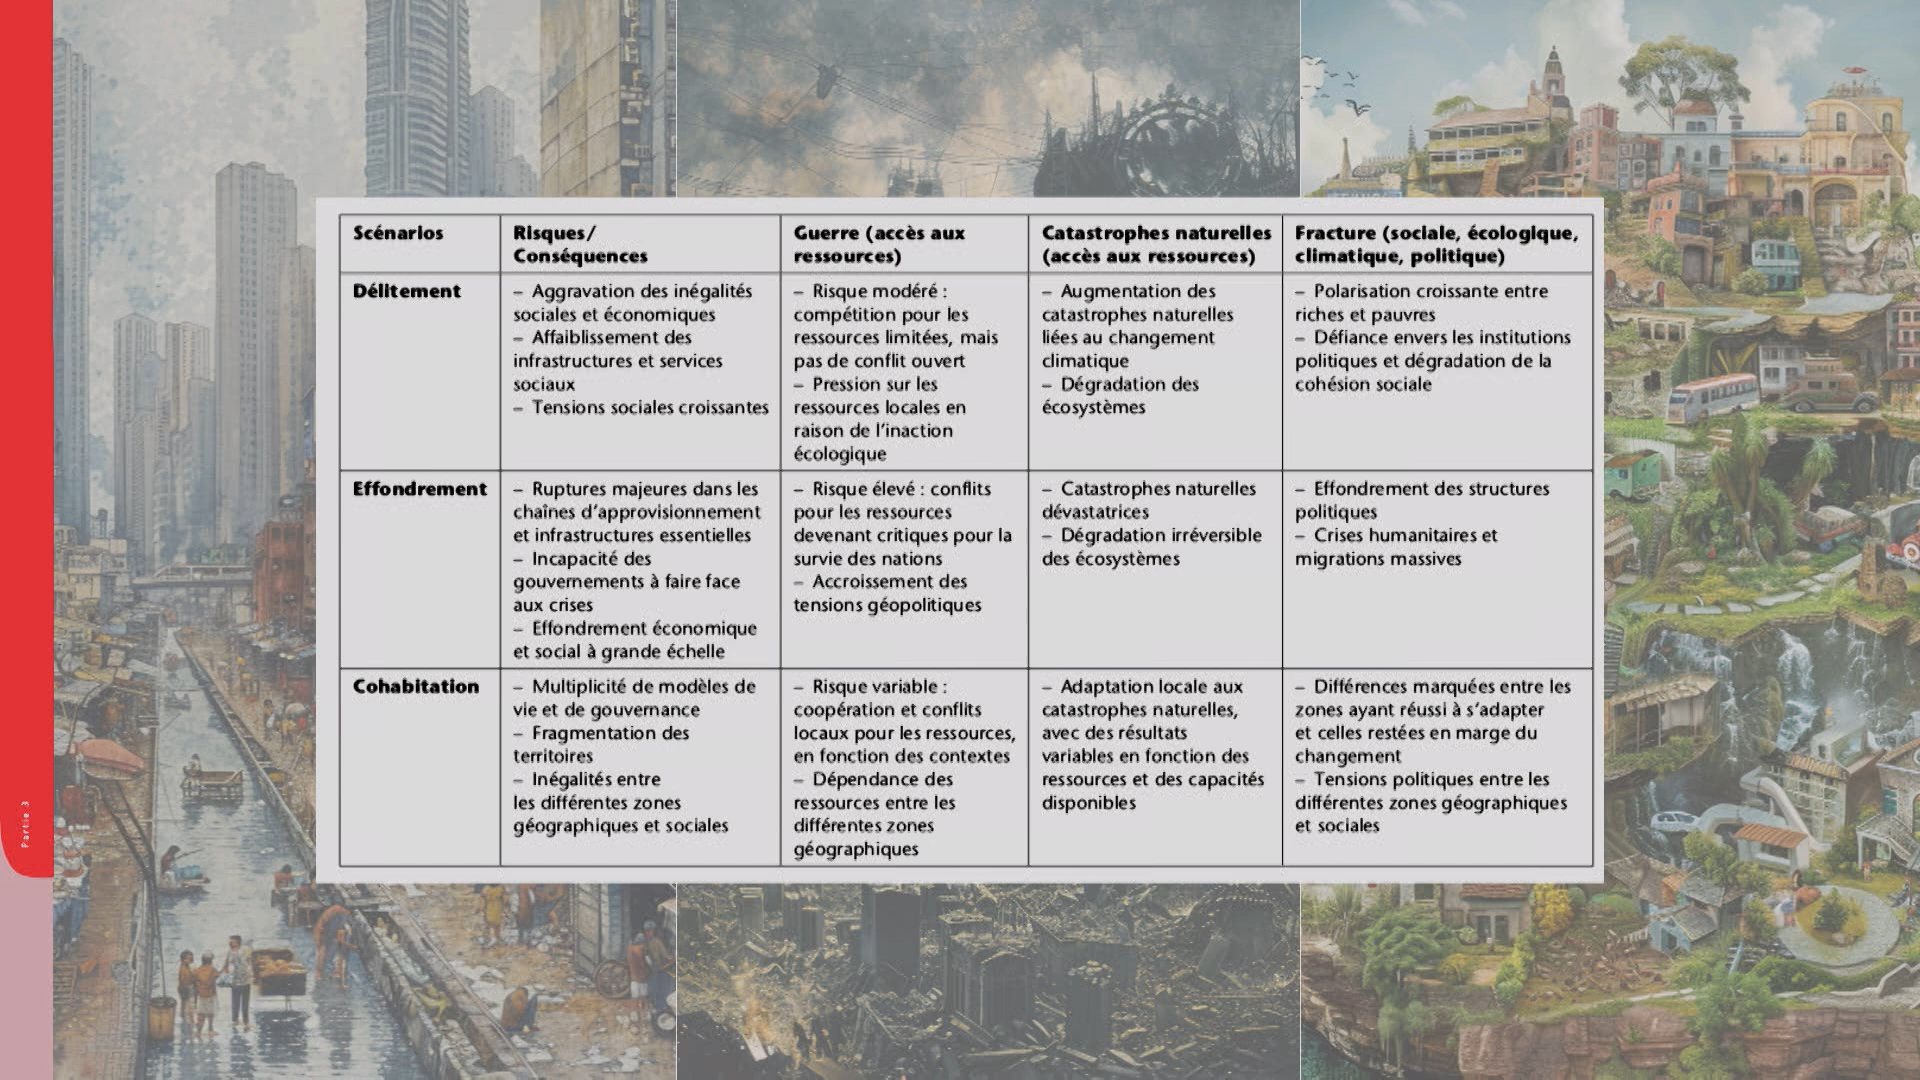 Scénarios
Risques/
Conséquences
Guerre (accès aux
ressources)
Catastrophes naturelles
(accès aux ressources)
Fracture (sociale, écologique,
climatique, politique)
Délitement
– Aggravation des inégalités
sociales et économiques
– Affaiblissement des
infrastructures et services
sociaux
– Tensions sociales croissantes
– Risque modéré :
compétition pour les
ressources limitées, mais
pas de conflit ouvert
– Pression sur les
ressources locales en
raison de l'inaction
écologique
– Augmentation des
catastrophes naturelles
liées au changement
climatique
– Dégradation des
écosystèmes
– Polarisation croissante entre
riches et pauvres
– Défiance envers les institutions
politiques et dégradation de la
cohésion sociale
Effondrement
– Ruptures majeures dans les
chaînes d'approvisionnement
et infrastructures essentielles
– Incapacité des
gouvernements à faire face
aux crises
– Effondrement économique
et social à grande échelle
– Risque élevé : conflits
pour les ressources
devenant critiques pour la
survie des nations
– Accroissement des
tensions géopolitiques
– Catastrophes naturelles
dévastatrices
– Dégradation irréversible
des écosystèmes
– Effondrement des structures
politiques
– Crises humanitaires et
migrations massives
Cohabitation
– Multiplicité de modèles de
vie et de gouvernance
– Fragmentation des
territoires
– Inégalités entre
les différentes zones
géographiques et sociales
– Risque variable :
coopération et conflits
locaux pour les ressources,
en fonction des contextes
– Dépendance des
ressources entre les
différentes zones
géographiques
– Adaptation locale aux
catastrophes naturelles,
avec des résultats
variables en fonction des
ressources et des capacités
disponibles
– Différences marquées entre les
zones ayant réussi à s'adapter
et celles restées en marge du
changement
– Tensions politiques entre les
différentes zones géographiques
et sociales
Partie 3